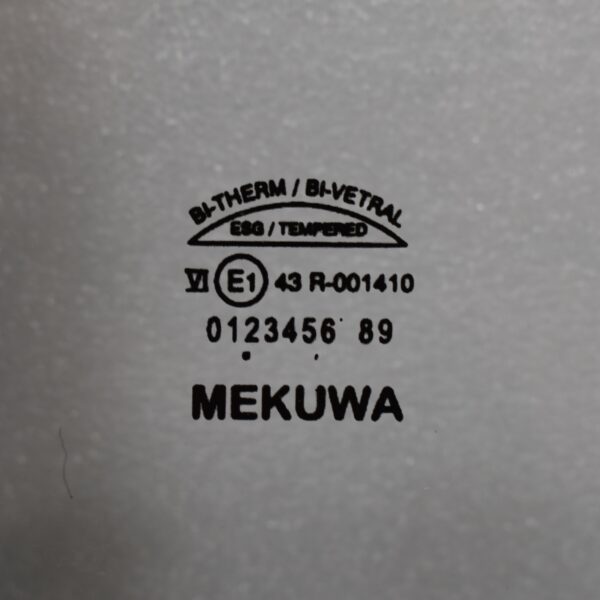 BI-THERM / BI-VETRAL
ESG / TEMPERED
VI E1 43 R-001410
0123456 89
MEKUWA